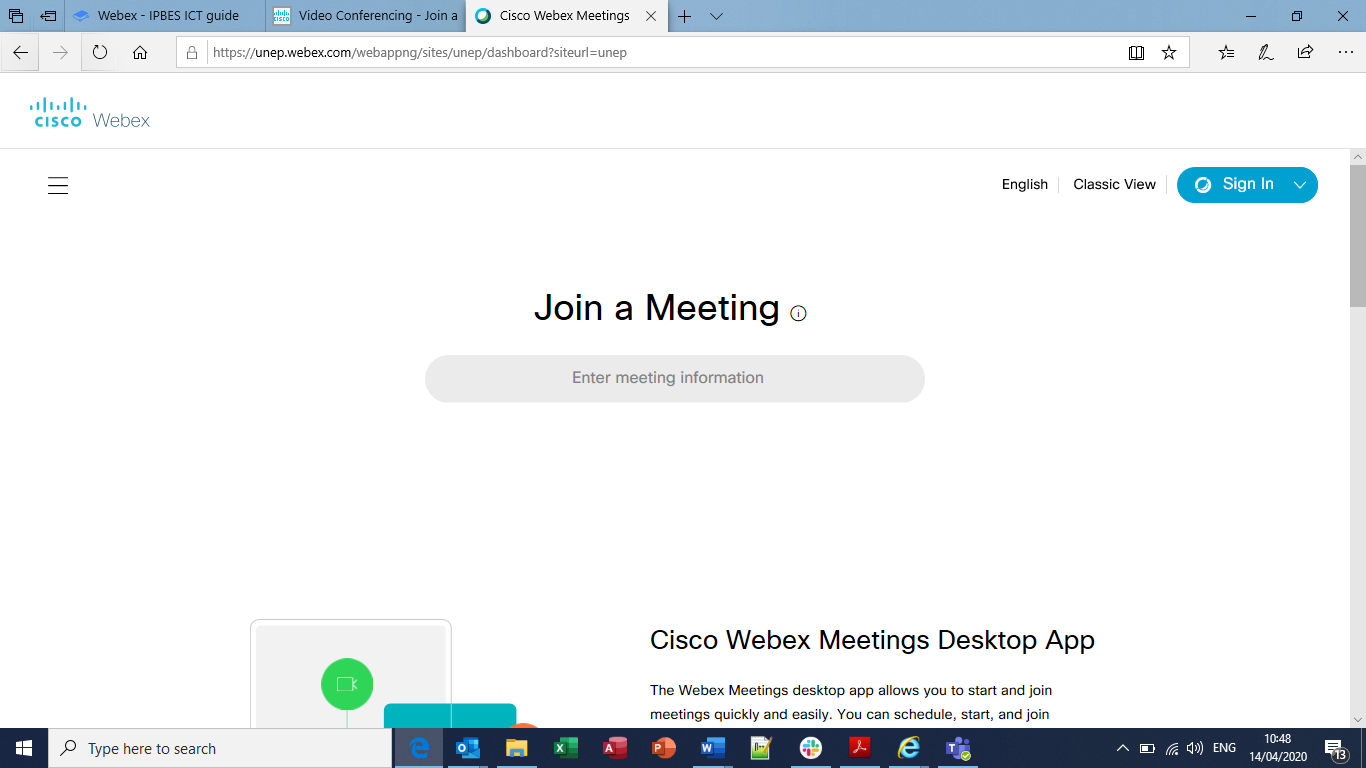 Webex - IPBES ICT guide
Video Conferencing - Join a
Cisco Webex Meetings
https://unep.webex.com/webappng/sites/unep/dashboard?siteurl=unep
CISCO Webex
English
Classic View
Sign In
Join a Meeting
Enter meeting information
Cisco Webex Meetings Desktop App
The Webex Meetings desktop app allows you to start and join
meetings quickly and easily. You can schedule, start, and join
Type here to search
ENG
10:48
14/04/2020
13